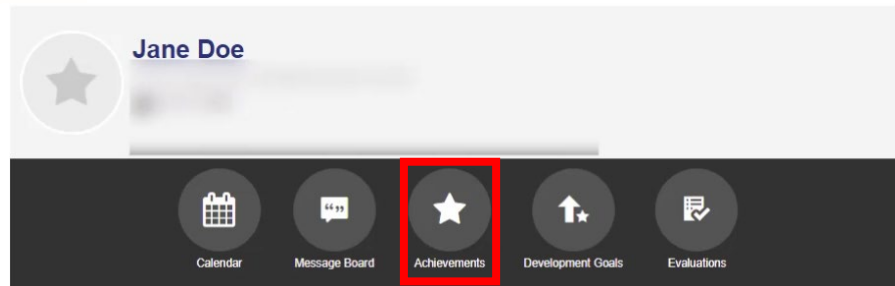 Jane Doe
Calendar
Message Board
Achievements
Development Goals
Evaluations